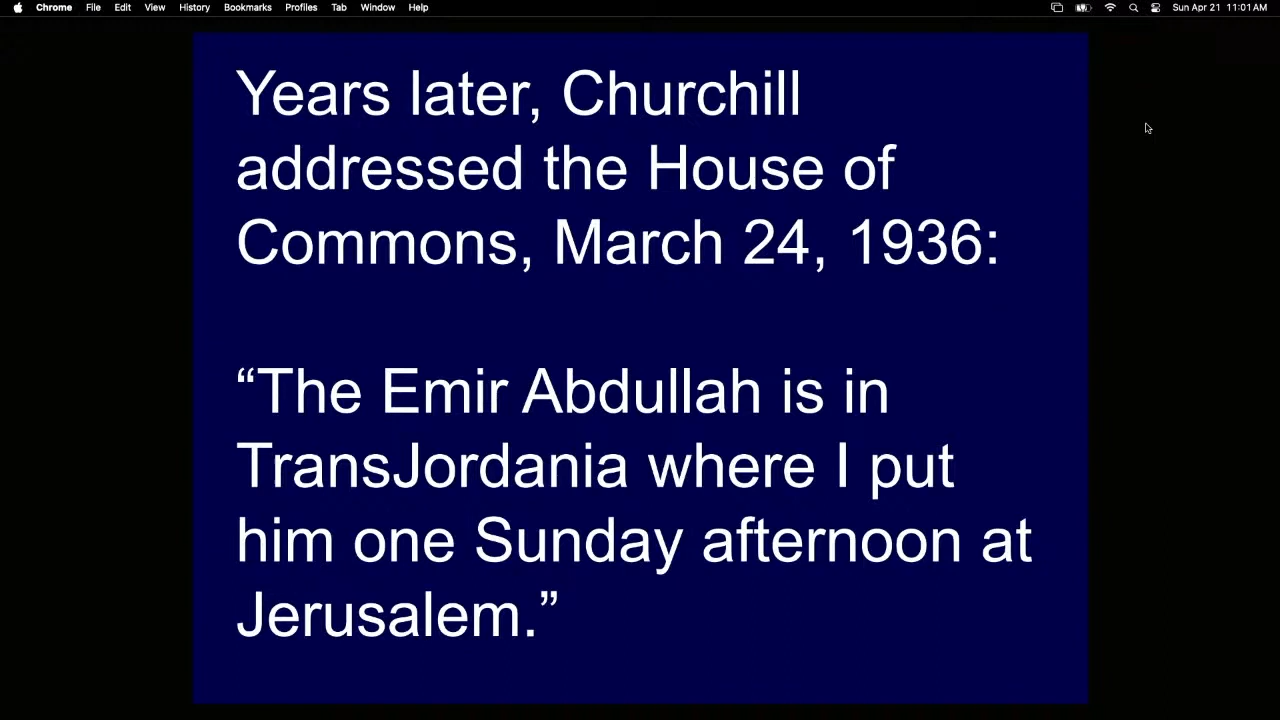 Chrome File Edit View History Bookmarks Profiles Tab Window Help Sun Apr 21 11:01 AM
Years later, Churchill
addressed the House of
Commons, March 24, 1936:
“The Emir Abdullah is in
TransJordania where I put
him one Sunday afternoon at
Jerusalem.”